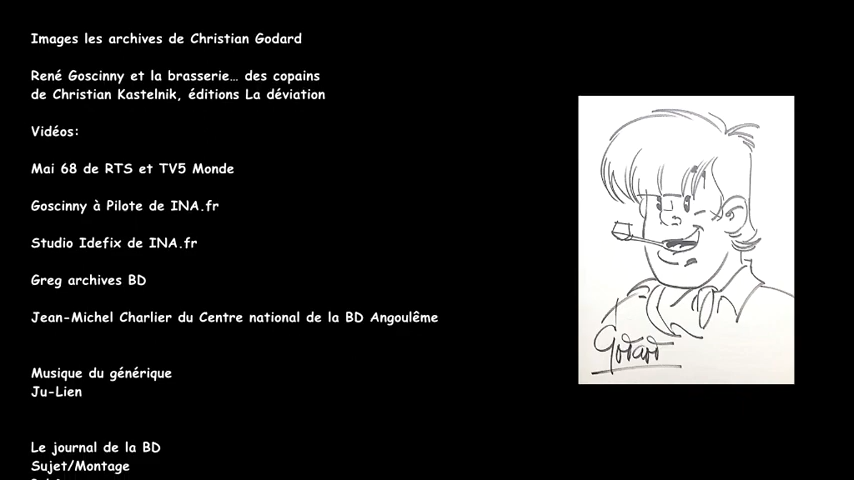 Images les archives de Christian Godard
René Goscinny et la brasserie... des copains
de Christian Kastelnik, éditions La déviation
Vidéos:
Mai 68 de RTS et TV5 Monde
Goscinny à Pilote de INA.fr
Studio Idefix de INA.fr
Greg archives BD
Jean-Michel Charlier du Centre national de la BD Angoulême
Musique du générique
Ju-Lien
Le journal de la BD
Sujet/Montage
Godard